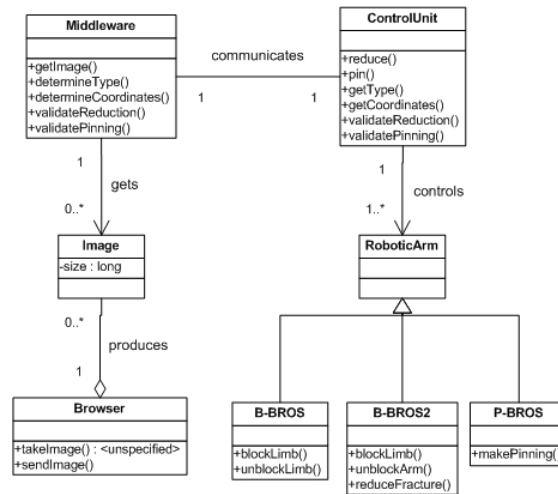 Middleware
+getImage()
+determineType()
+determineCoordinates()
+validateReduction()
+validatePinning()
communicates
1
1
ControlUnit
+reduce()
+pin()
+getType()
+getCoordinates()
+validateReduction()
+validatePinning()
1
gets
0..*
1
controls
1..*
Image
-size : long
RoboticArm
0..*
produces
1
Browser
+takeImage() : <unspecified>
+sendImage()
B-BROS
+blockLimb()
+unblockLimb()
B-BROS2
+blockLimb()
+unblockArm()
+reduceFracture()
P-BROS
+makePinning()